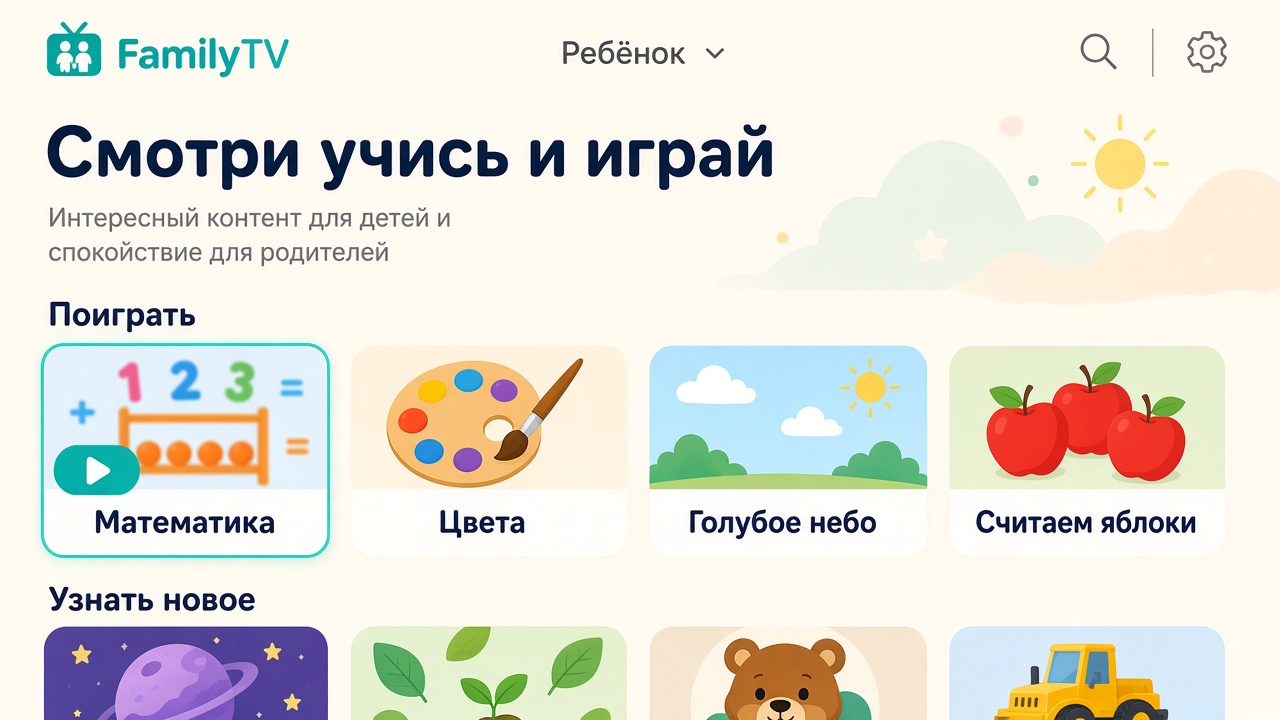 FamilyTV
Ребёнок
Смотри учись и играй
Интересный контент для детей и
спокойствие для родителей
Поиграть
1 2 3 =
+
=
Математика
Цвета
Голубое небо
Считаем яблоки
Узнать новое